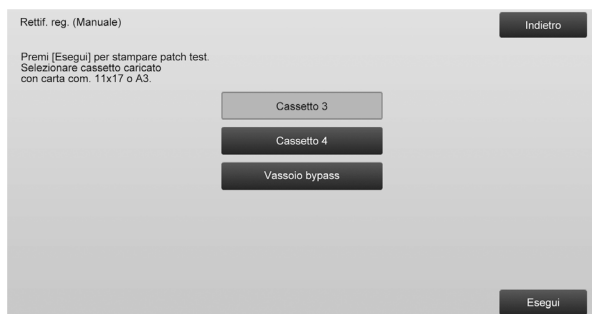 Rettif. reg. (Manuale)
Indietro
Premi [Esegui] per stampare patch test.
Selezionare cassetto caricato
con carta com. 11x17 o A3.
Cassetto 3
Cassetto 4
Vassoio bypass
Esegui